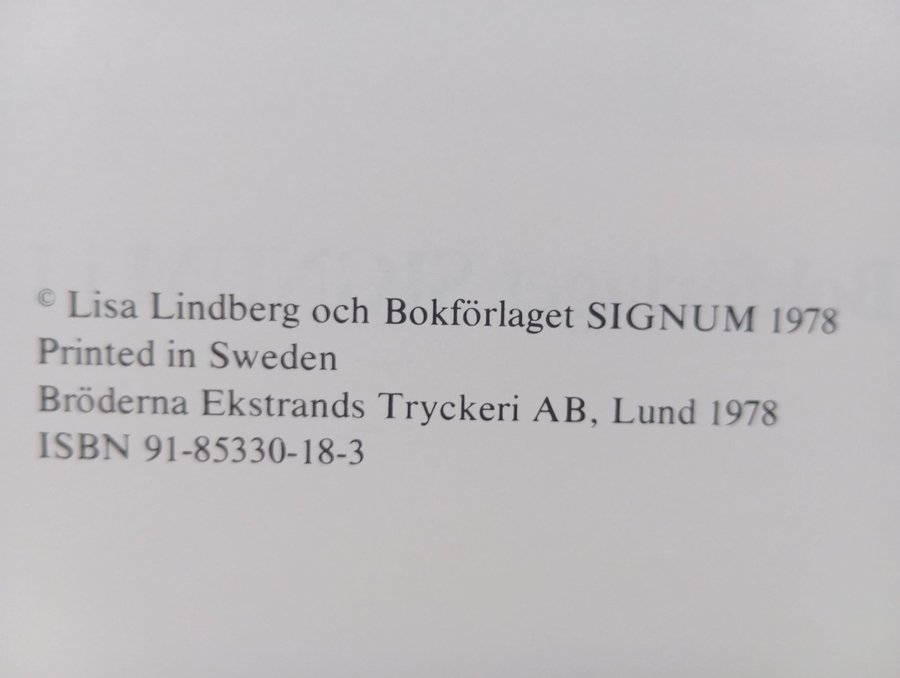 © Lisa Lindberg och Bokförlaget SIGNUM 1978
Printed in Sweden
Bröderna Ekstrands Tryckeri AB, Lund 1978
ISBN 91-85330-18-3